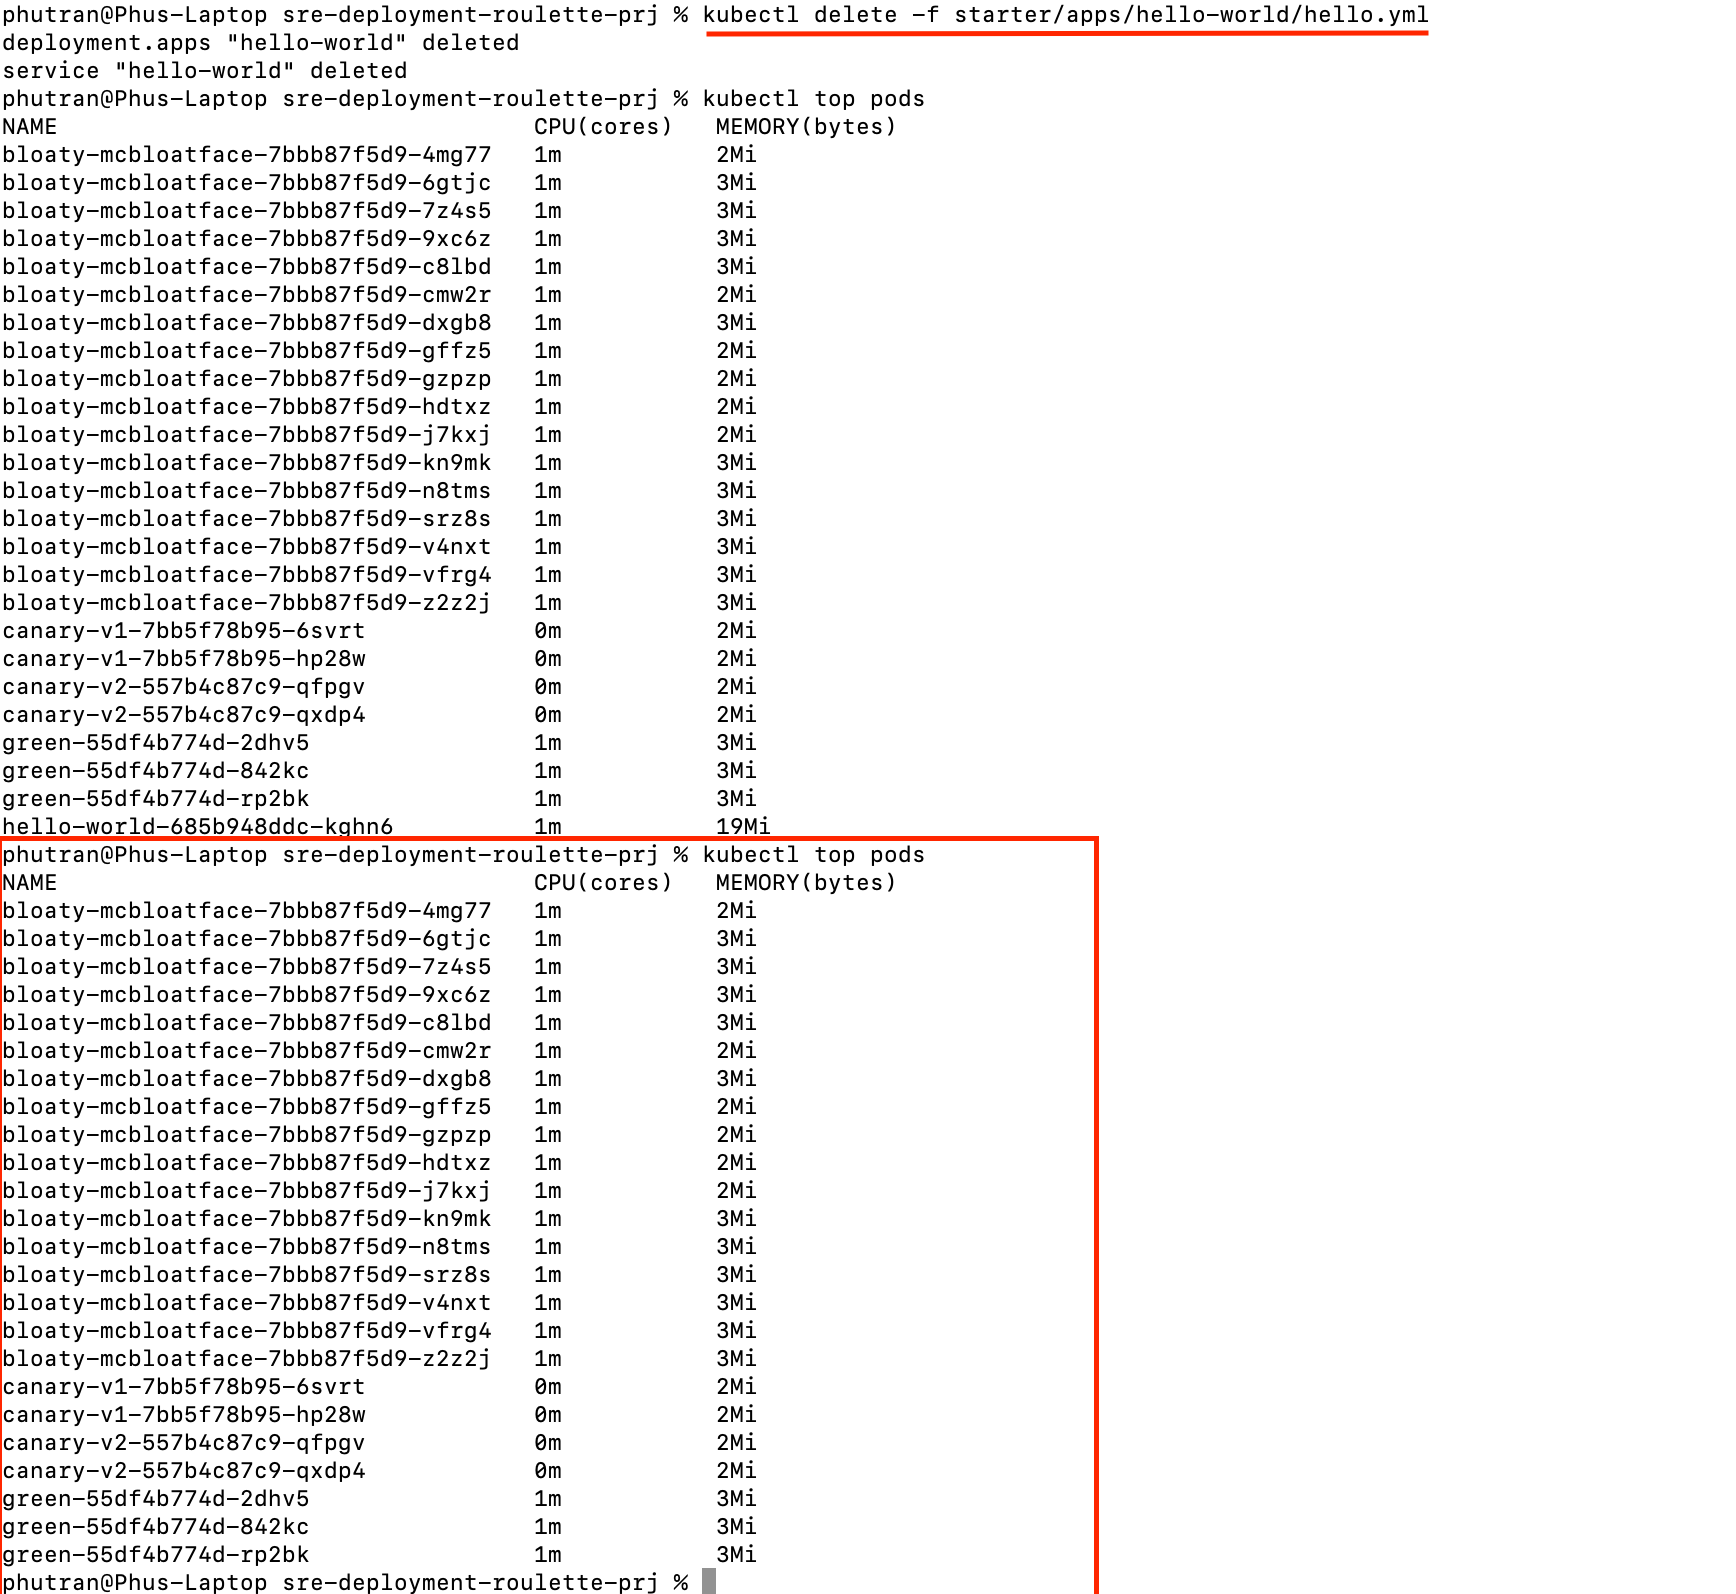 phutran@Phus-Laptop sre-deployment-roulette-prj % kubectl delete -f starter/apps/hello-world/hello.yml
deployment.apps "hello-world" deleted
service "hello-world" deleted
phutran@Phus-Laptop sre-deployment-roulette-prj % kubectl top pods
NAME CPU(cores) MEMORY(bytes)
bloaty-mcbloatface-7bbb87f5d9-4mg77 1m 2Mi
bloaty-mcbloatface-7bbb87f5d9-6gtjc 1m 3Mi
bloaty-mcbloatface-7bbb87f5d9-7z4s5 1m 3Mi
bloaty-mcbloatface-7bbb87f5d9-9xc6z 1m 3Mi
bloaty-mcbloatface-7bbb87f5d9-c8lbd 1m 3Mi
bloaty-mcbloatface-7bbb87f5d9-cmw2r 1m 2Mi
bloaty-mcbloatface-7bbb87f5d9-dxgb8 1m 3Mi
bloaty-mcbloatface-7bbb87f5d9-gffz5 1m 2Mi
bloaty-mcbloatface-7bbb87f5d9-gzpzp 1m 2Mi
bloaty-mcbloatface-7bbb87f5d9-hdtxz 1m 2Mi
bloaty-mcbloatface-7bbb87f5d9-j7kxj 1m 2Mi
bloaty-mcbloatface-7bbb87f5d9-kn9mk 1m 3Mi
bloaty-mcbloatface-7bbb87f5d9-n8tms 1m 3Mi
bloaty-mcbloatface-7bbb87f5d9-srz8s 1m 3Mi
bloaty-mcbloatface-7bbb87f5d9-v4nxt 1m 3Mi
bloaty-mcbloatface-7bbb87f5d9-vfrg4 1m 3Mi
bloaty-mcbloatface-7bbb87f5d9-z2z2j 1m 3Mi
canary-v1-7bb5f78b95-6svrt 0m 2Mi
canary-v1-7bb5f78b95-hp28w 0m 2Mi
canary-v2-557b4c87c9-qfpgv 0m 2Mi
canary-v2-557b4c87c9-qxdp4 0m 2Mi
green-55df4b774d-2dhv5 1m 3Mi
green-55df4b774d-842kc 1m 3Mi
green-55df4b774d-rp2bk 1m 3Mi
hello-world-685b948ddc-kghn6 1m 19Mi
phutran@Phus-Laptop sre-deployment-roulette-prj % kubectl top pods
NAME CPU(cores) MEMORY(bytes)
bloaty-mcbloatface-7bbb87f5d9-4mg77 1m 2Mi
bloaty-mcbloatface-7bbb87f5d9-6gtjc 1m 3Mi
bloaty-mcbloatface-7bbb87f5d9-7z4s5 1m 3Mi
bloaty-mcbloatface-7bbb87f5d9-9xc6z 1m 3Mi
bloaty-mcbloatface-7bbb87f5d9-c8lbd 1m 3Mi
bloaty-mcbloatface-7bbb87f5d9-cmw2r 1m 2Mi
bloaty-mcbloatface-7bbb87f5d9-dxgb8 1m 3Mi
bloaty-mcbloatface-7bbb87f5d9-gffz5 1m 2Mi
bloaty-mcbloatface-7bbb87f5d9-gzpzp 1m 2Mi
bloaty-mcbloatface-7bbb87f5d9-hdtxz 1m 2Mi
bloaty-mcbloatface-7bbb87f5d9-j7kxj 1m 2Mi
bloaty-mcbloatface-7bbb87f5d9-kn9mk 1m 3Mi
bloaty-mcbloatface-7bbb87f5d9-n8tms 1m 3Mi
bloaty-mcbloatface-7bbb87f5d9-srz8s 1m 3Mi
bloaty-mcbloatface-7bbb87f5d9-v4nxt 1m 3Mi
bloaty-mcbloatface-7bbb87f5d9-vfrg4 1m 3Mi
bloaty-mcbloatface-7bbb87f5d9-z2z2j 1m 3Mi
canary-v1-7bb5f78b95-6svrt 0m 2Mi
canary-v1-7bb5f78b95-hp28w 0m 2Mi
canary-v2-557b4c87c9-qfpgv 0m 2Mi
canary-v2-557b4c87c9-qxdp4 0m 2Mi
green-55df4b774d-2dhv5 1m 3Mi
green-55df4b774d-842kc 1m 3Mi
green-55df4b774d-rp2bk 1m 3Mi
phutran@Phus-Laptop sre-deployment-roulette-prj %